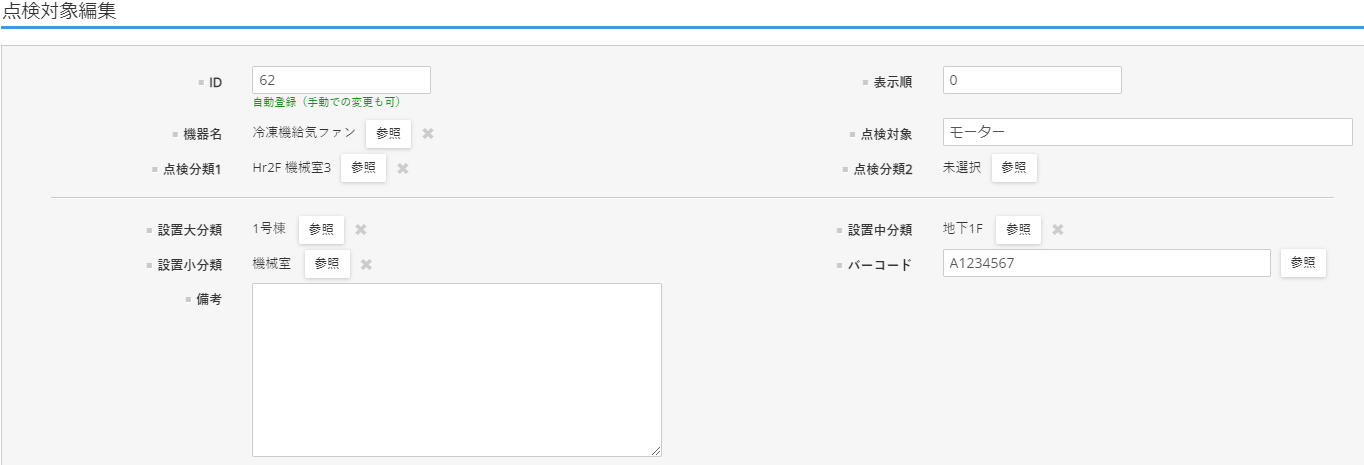 点検対象編集
ID 62 表示順 0
自動登録（手動での変更も可）
機器名 冷凍機給気ファン 参照 点検対象 モーター
点検分類1 Hr2F 機械室3 参照 点検分類2 未選択 参照
設置大分類 1号棟 参照 設置中分類 地下1F 参照
設置小分類 機械室 参照 バーコード A1234567 参照
備考